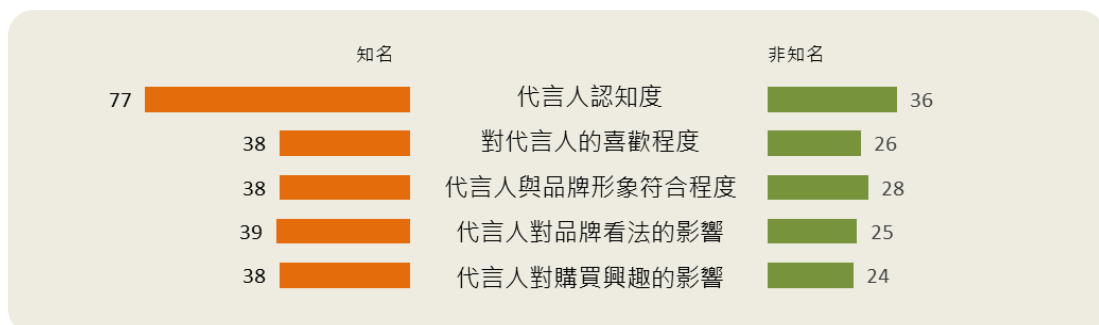 知名 非知名
77 代言人認知度 36
38 對代言人的喜歡程度 26
38 代言人與品牌形象符合程度 28
39 代言人對品牌看法的影響 25
38 代言人對購買興趣的影響 24